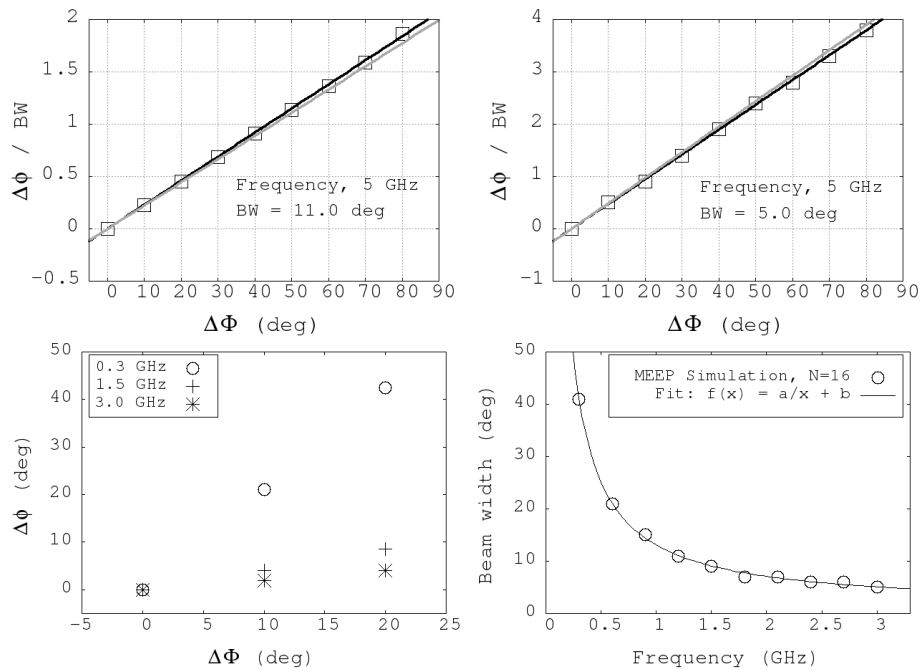 2
1.5
1
0.5
0
−0.5
Δϕ / BW
Frequency, 5 GHz
BW = 11.0 deg
0 10 20 30 40 50 60 70 80 90
ΔΦ (deg)
4
3
2
1
0
−1
Δϕ / BW
Frequency, 5 GHz
BW = 5.0 deg
0 10 20 30 40 50 60 70 80 90
ΔΦ (deg)
50
40
30
20
10
0
Δϕ (deg)
0.3 GHz
1.5 GHz
3.0 GHz
−5 0 5 10 15 20 25
ΔΦ (deg)
50
40
30
20
10
0
Beam width (deg)
MEEP Simulation, N=16
Fit: f(x) = a/x + b
0 0.5 1 1.5 2 2.5 3
Frequency (GHz)